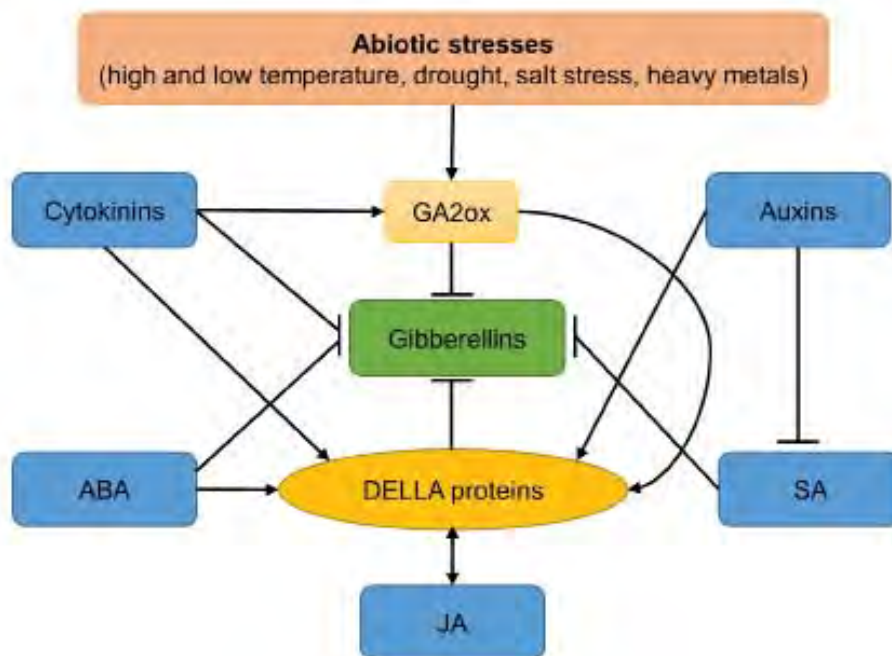 Abiotic stresses
(high and low temperature, drought, salt stress, heavy metals)
Cytokinins
GA2ox
Auxins
Gibberellins
ABA
DELLA proteins
SA
JA